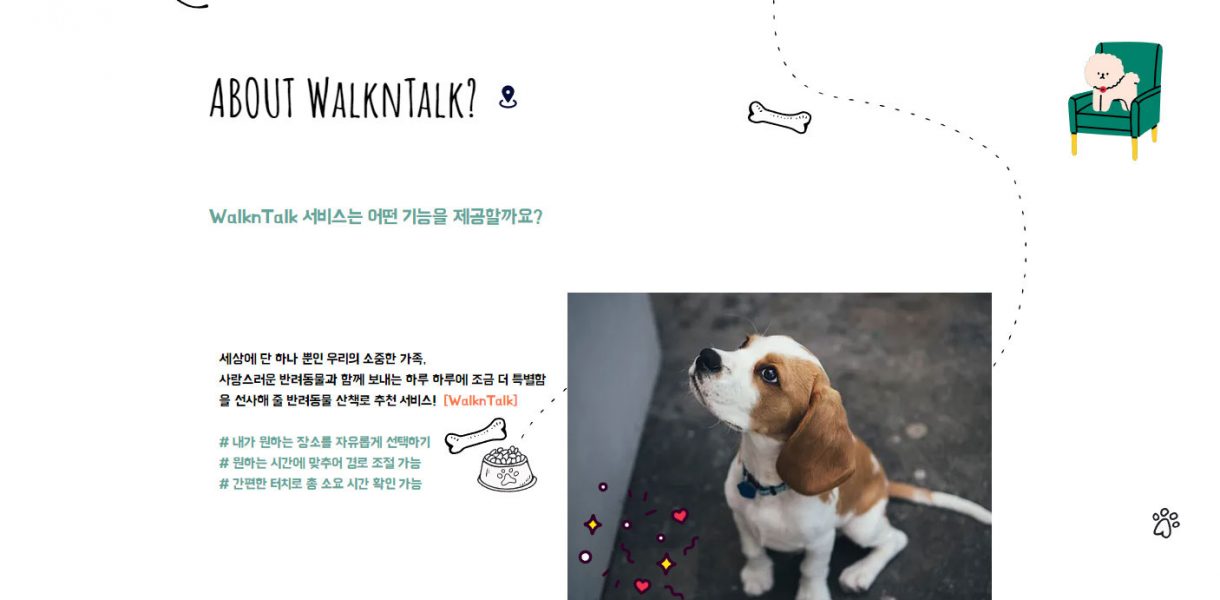 ABOUT WALKNTALK?
WalknTalk 서비스는 어떤 기능을 제공할까요?
세상에 단 하나 뿐인 우리의 소중한 가족,
사랑스러운 반려동물과 함께 보내는 하루 하루에 조금 더 특별함
을 선사해 줄 반려동물 산책로 추천 서비스! [WalknTalk]
# 내가 원하는 장소를 자유롭게 선택하기
# 원하는 시간에 맞추어 경로 조절 가능
# 간편한 터치로 총 소요 시간 확인 가능